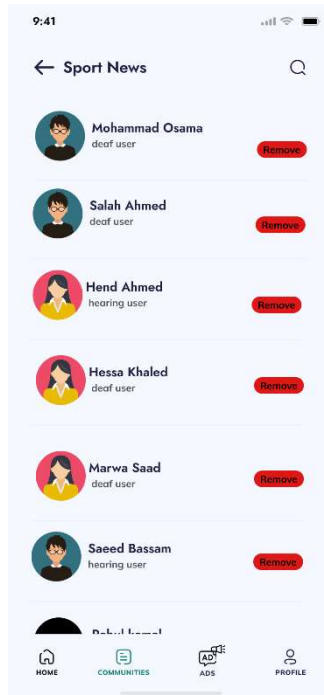 9:41
Sport News
Mohammad Osama
deaf user
Remove
Salah Ahmed
deaf user
Remove
Hend Ahmed
hearing user
Remove
Hessa Khaled
deaf user
Remove
Marwa Saad
deaf user
Remove
Saeed Bassam
hearing user
Remove
AD
HOME
COMMUNITIES
ADS
PROFILE